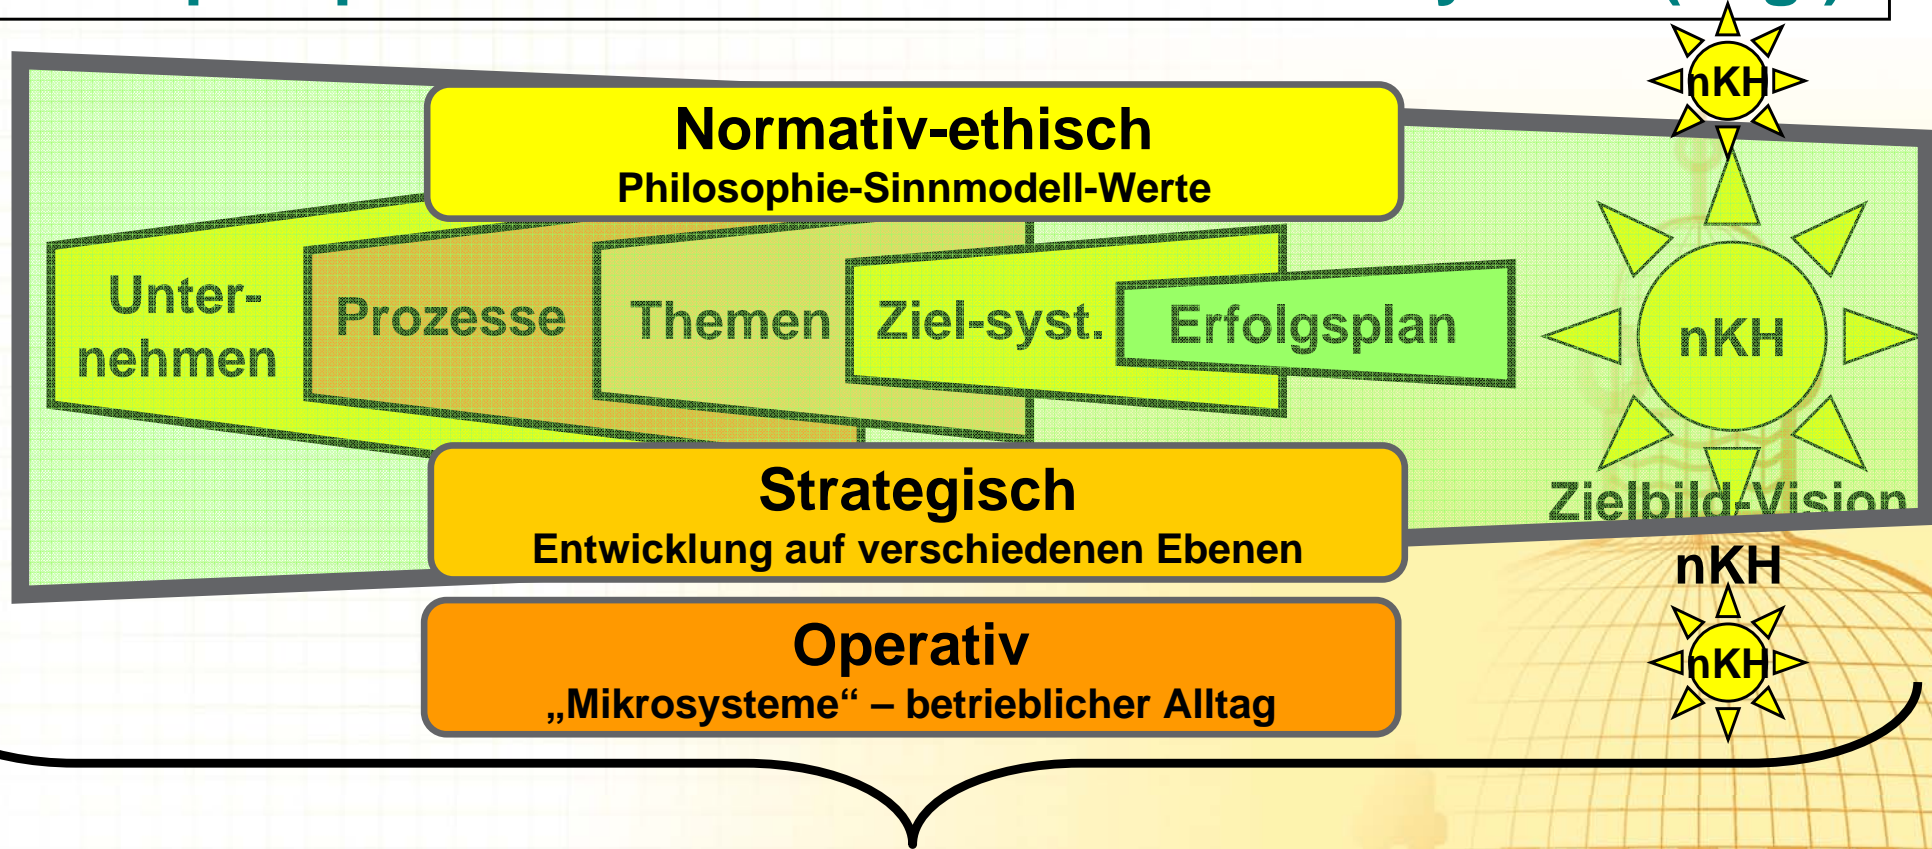 nKH
Normativ-ethisch
Philosophie-Sinnmodell-Werte
Unter-
nehmen
Prozesse
Themen
Ziel-syst.
Erfolgsplan
nKH
Zielbild-Vision
Strategisch
Entwicklung auf verschiedenen Ebenen
nKH
Operativ
„Mikrosysteme“ – betrieblicher Alltag
nKH